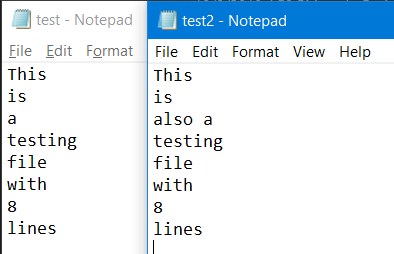 test - Notepad
File Edit Format
This
is
a
testing
file
with
8
lines
test2 - Notepad
File Edit Format View Help
This
is
also a
testing
file
with
8
lines